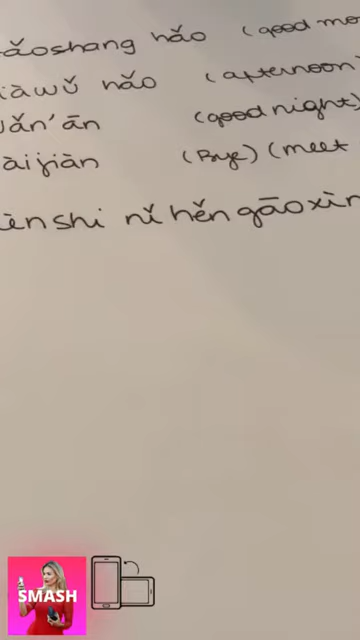 ǎoshang hǎo (good mo
iàwǔ hǎo (afternoon
ǎn'ān (good night)
àijiàn (Bye) (meet
ènshi nǐ hěn gāoxìn
SMASH